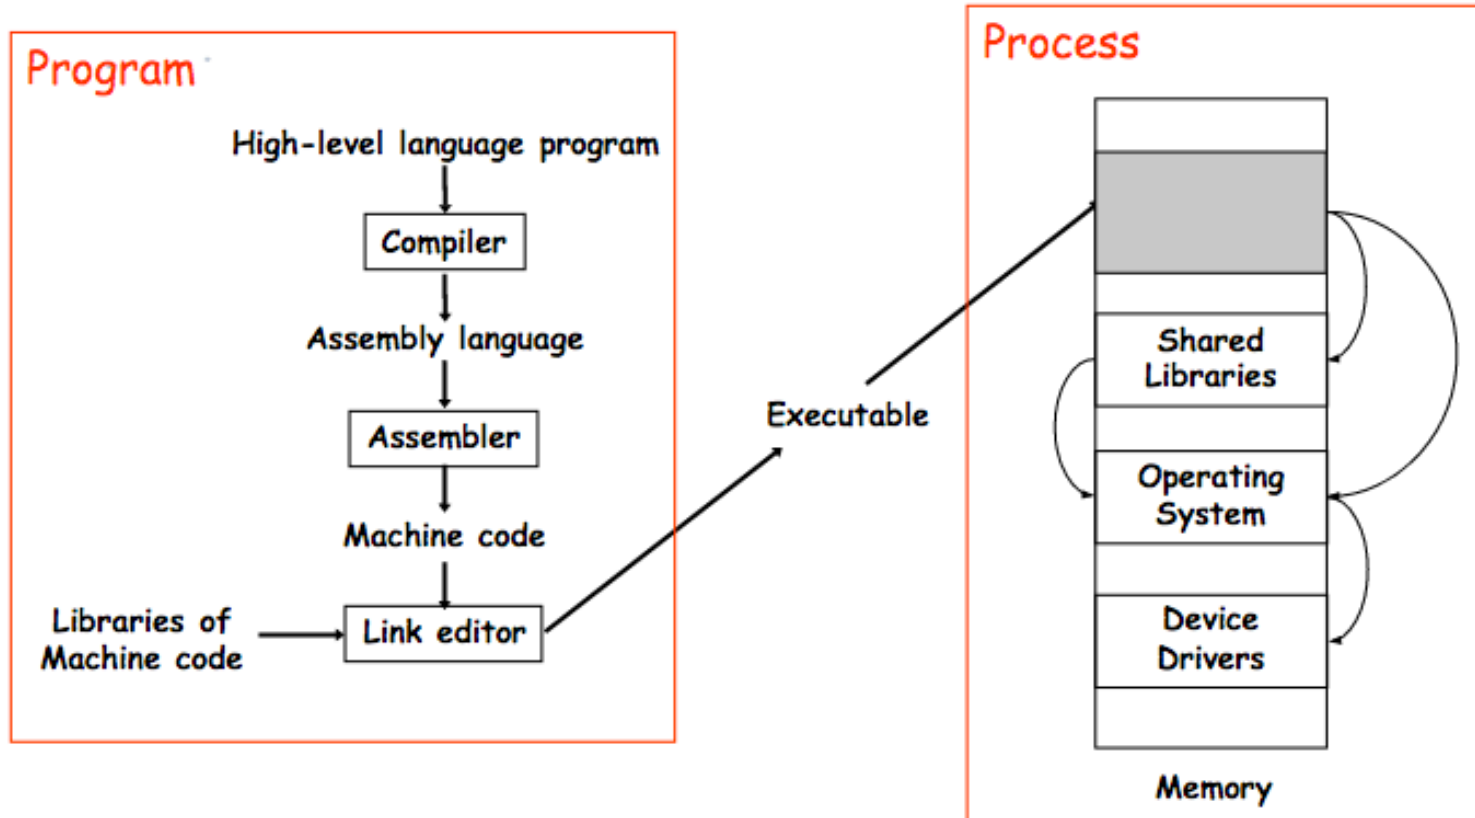 Program
High-level language program
Compiler
Assembly language
Assembler
Machine code
Libraries of
Machine code
Link editor
Executable
Process
Shared
Libraries
Operating
System
Device
Drivers
Memory